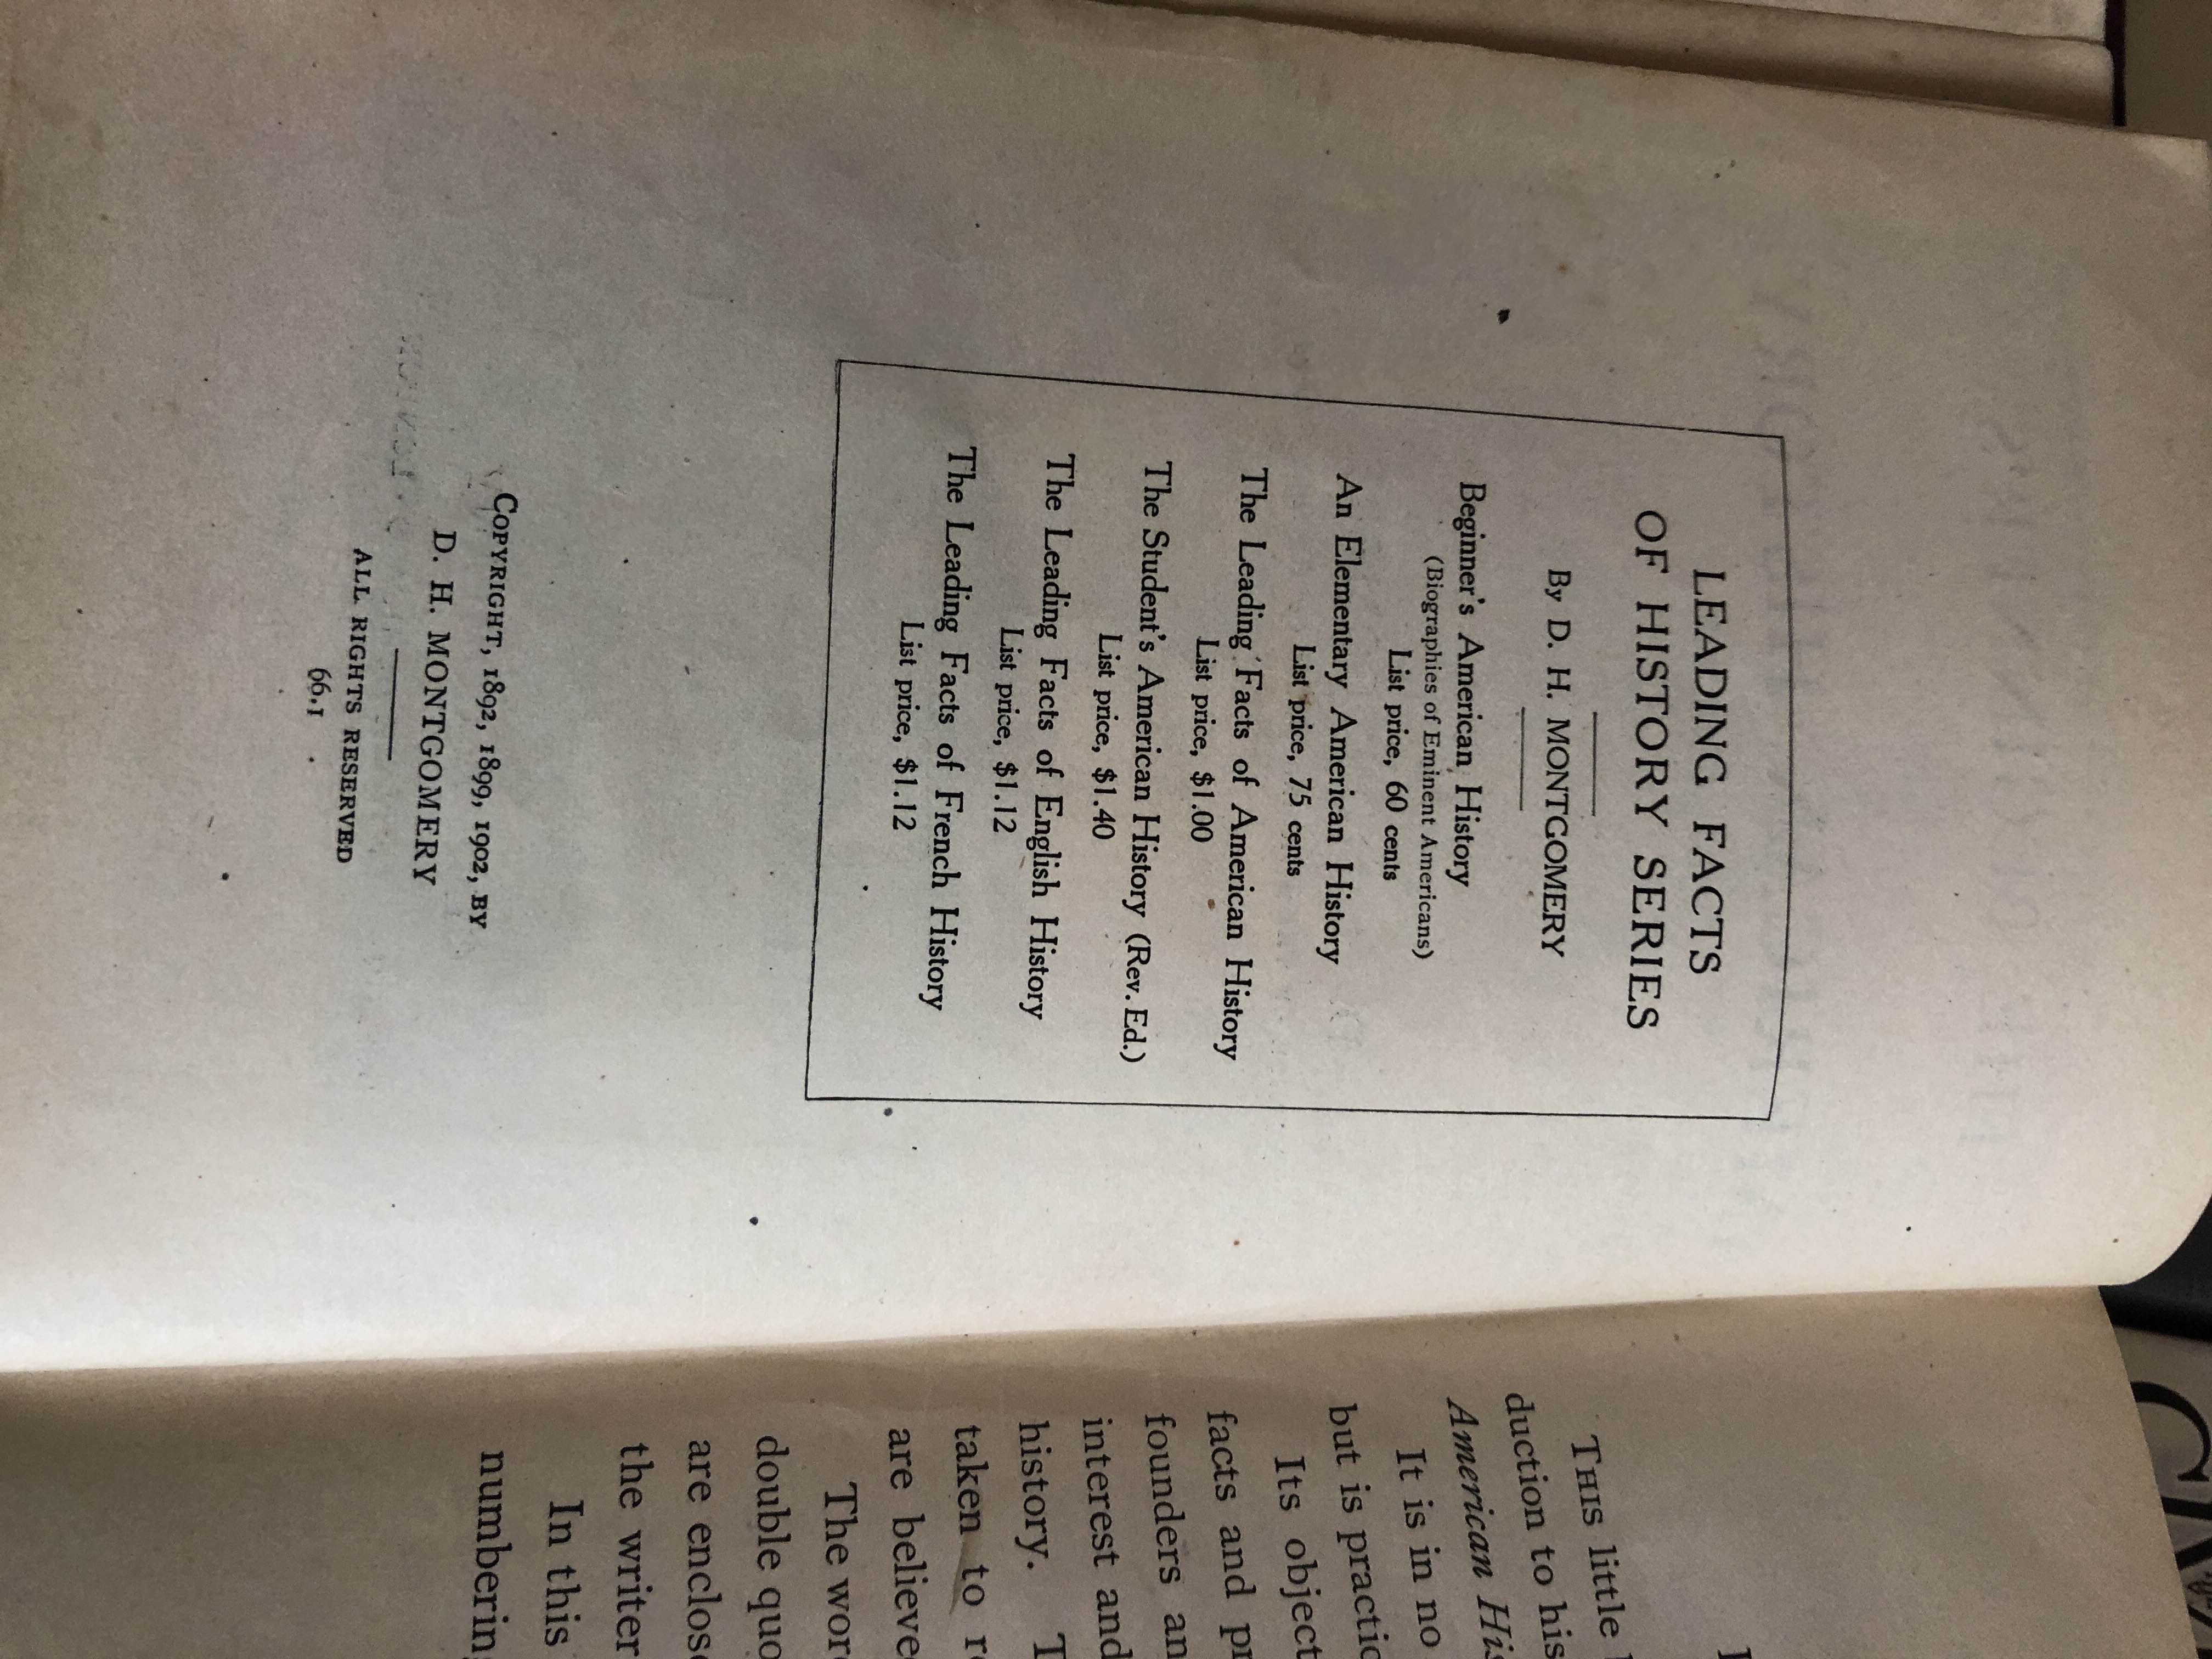 LEADING FACTS
OF HISTORY SERIES
By D. H. MONTGOMERY
Beginner's American History
(Biographies of Eminent Americans)
List price, 60 cents
An Elementary American History
List price, 75 cents
The Leading Facts of American History
List price, $1.00
The Student's American History (Rev. Ed.)
List price, $1.40
The Leading Facts of English History
List price, $1.12
The Leading Facts of French History
List price, $1.12
COPYRIGHT, 1892, 1899, 1902, BY
D. H. MONTGOMERY
ALL RIGHTS RESERVED
66.1
THIS little
duction to his
American His
It is in no
but is practic
Its object
facts and pr
founders an
interest and
history. T
taken to r
are believe
The wor
double quo
are enclos
the writer
In this
numberin